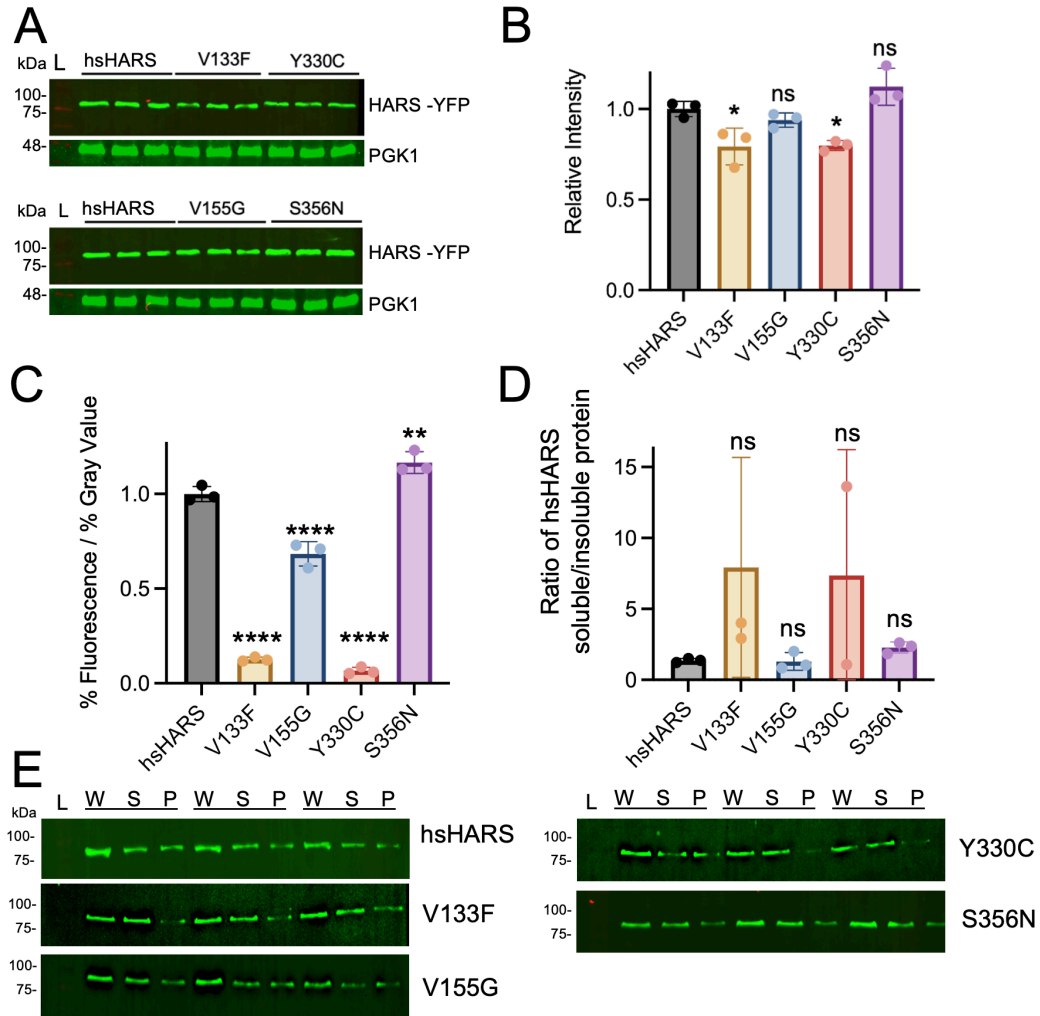 A
kDa L hsHARS V133F Y330C
100-
75-
HARS -YFP
48-
PGK1
kDa L hsHARS V155G S356N
100-
75-
HARS -YFP
48-
PGK1
B
Relative Intensity
1.0
0.5
0.0
* ns * ns
hsHARS V133F V155G Y330C S356N
C
% Fluorescence / % Gray Value
1.0
0.5
0.0
**** **** **** **
hsHARS V133F V155G Y330C S356N
D
Ratio of hsHARS
soluble/insoluble protein
15
10
5
0
ns ns ns ns
hsHARS V133F V155G Y330C S356N
E
kDa L W S P W S P W S P
100-
75-
hsHARS
100-
75-
V133F
100-
75-
V155G
L W S P W S P W S P
100-
75-
Y330C
100-
75-
S356N